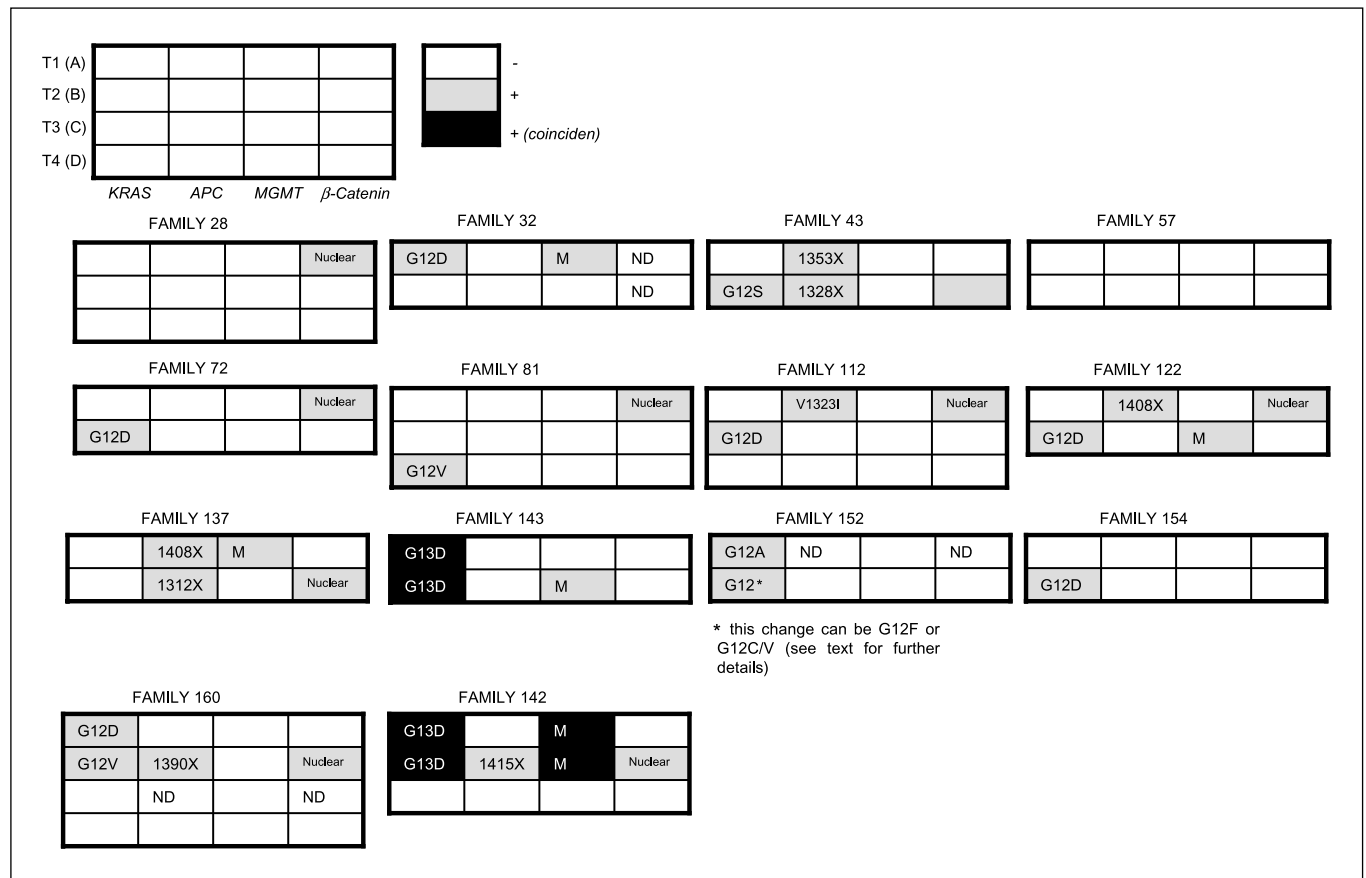 T1 (A)
T2 (B)
T3 (C)
T4 (D)
KRAS APC MGMT β-Catenin
-
+
+ (coinciden)
FAMILY 28 FAMILY 32 FAMILY 43 FAMILY 57
Nuclear G12D M ND 1353X
ND G12S 1328X
FAMILY 72 FAMILY 81 FAMILY 112 FAMILY 122
Nuclear Nuclear V1323I Nuclear 1408X Nuclear
G12D G12D G12D M
G12V
FAMILY 137 FAMILY 143 FAMILY 152 FAMILY 154
1408X M G13D G12A ND ND
1312X Nuclear G13D M G12* G12D
* this change can be G12F or
G12C/V (see text for further
details)
FAMILY 160 FAMILY 142
G12D G13D M
G12V 1390X Nuclear G13D 1415X M Nuclear
ND ND